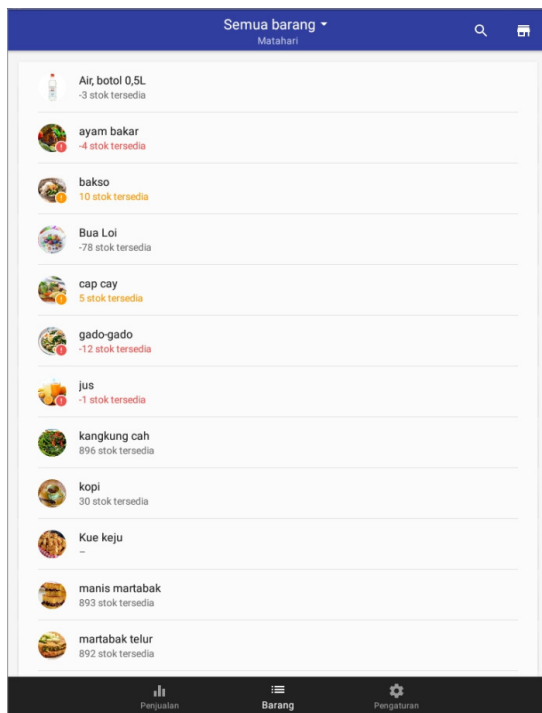 Semua barang
Matahari
Air, botol 0,5L
-3 stok tersedia
ayam bakar
-4 stok tersedia
bakso
10 stok tersedia
Bua Loi
-78 stok tersedia
cap cay
5 stok tersedia
gado-gado
-12 stok tersedia
jus
-1 stok tersedia
kangkung cah
896 stok tersedia
kopi
30 stok tersedia
Kue keju
–
manis martabak
893 stok tersedia
martabak telur
892 stok tersedia
Penjualan
Barang
Pengaturan